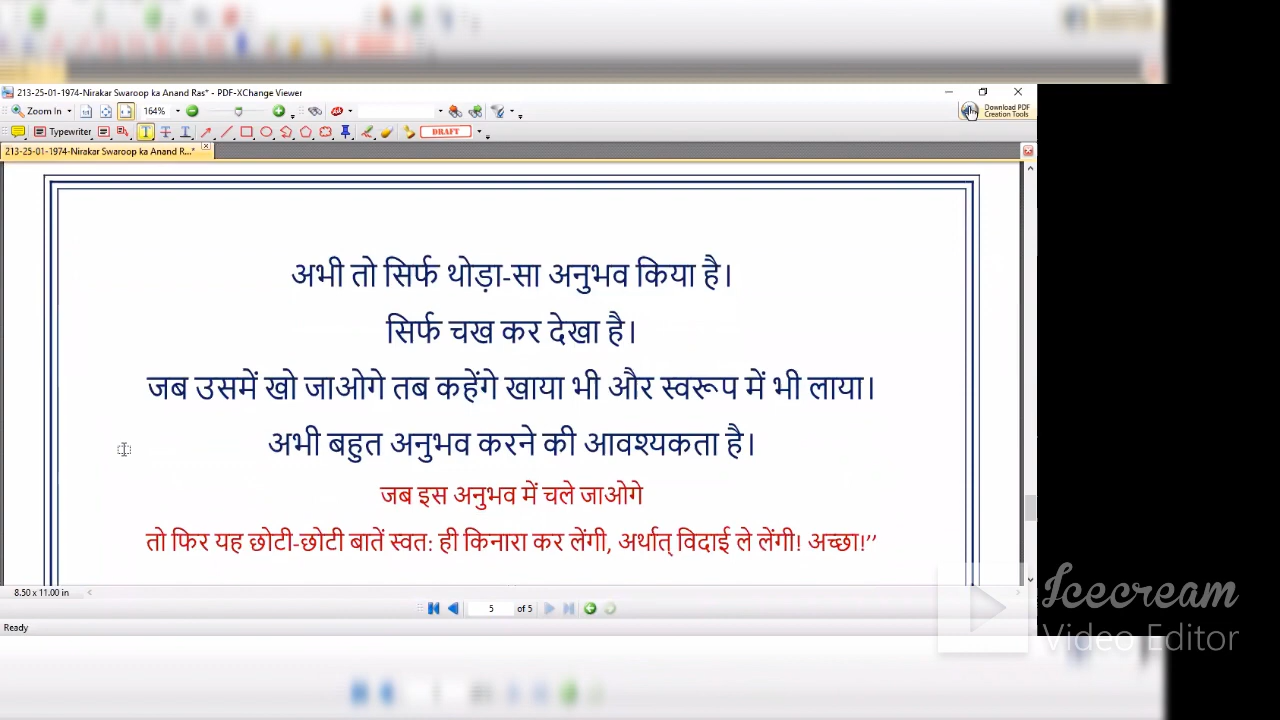 213-25-01-1974-Nirakar Swaroop ka Anand Ras* - PDF-XChange Viewer
Zoom In 164% Download PDF Creation Tools
Typewriter DRAFT
213-25-01-1974-Nirakar Swaroop ka Anand R...*
अभी तो सिर्फ थोड़ा-सा अनुभव किया है।
सिर्फ चख कर देखा है।
जब उसमें खो जाओगे तब कहेंगे खाया भी और स्वरूप में भी लाया।
अभी बहुत अनुभव करने की आवश्यकता है।
जब इस अनुभव में चले जाओगे
तो फिर यह छोटी-छोटी बातें स्वत: ही किनारा कर लेंगी, अर्थात् विदाई ले लेंगी! अच्छा!’’
8.50 x 11.00 in
5 of 5
Ready
Icecream
Video Editor